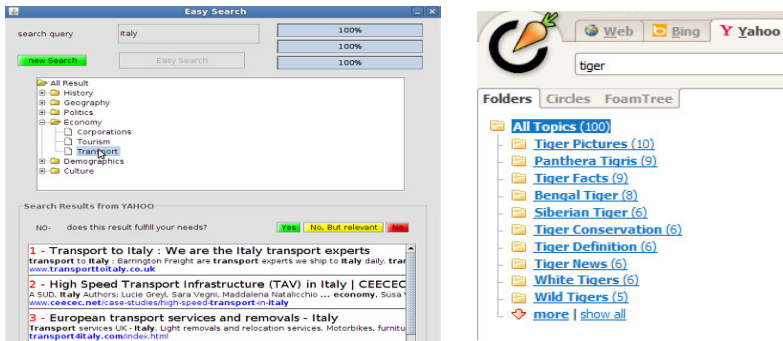 Easy Search
search query
italy
100%
100%
100%
new Search
Easy Search
All Result
History
Geography
Politics
Economy
Corporations
Tourism
Transport
Demographics
Culture
Search Results from YAHOO
NO- does this result fulfill your needs?
Yes
No, But relevant
No
1 - Transport to Italy : We are the Italy transport experts
transport to Italy : Barrington Freight are transport experts we ship to Italy daily.
www.transporttoitaly.co.uk
2 - High Speed Transport Infrastructure (TAV) in Italy | CEECEC
A SUD, Italy Authors: Lucie Greyl, Sara Vegni, Maddalena Natalicchio ... economy, Susa
www.ceecec.net/case-studies/high-speed-transport-in-italy
3 - European transport services and removals - Italy
Transport services UK - Italy. Light removals and relocation services. Motorbikes,
transport4italy.com/index.html
Web
Bing
Yahoo
tiger
Folders Circles FoamTree
All Topics (100)
Tiger Pictures (10)
Panthera Tigris (9)
Tiger Facts (9)
Bengal Tiger (8)
Siberian Tiger (6)
Tiger Conservation (6)
Tiger Definition (6)
Tiger News (6)
White Tigers (6)
Wild Tigers (5)
more | show all